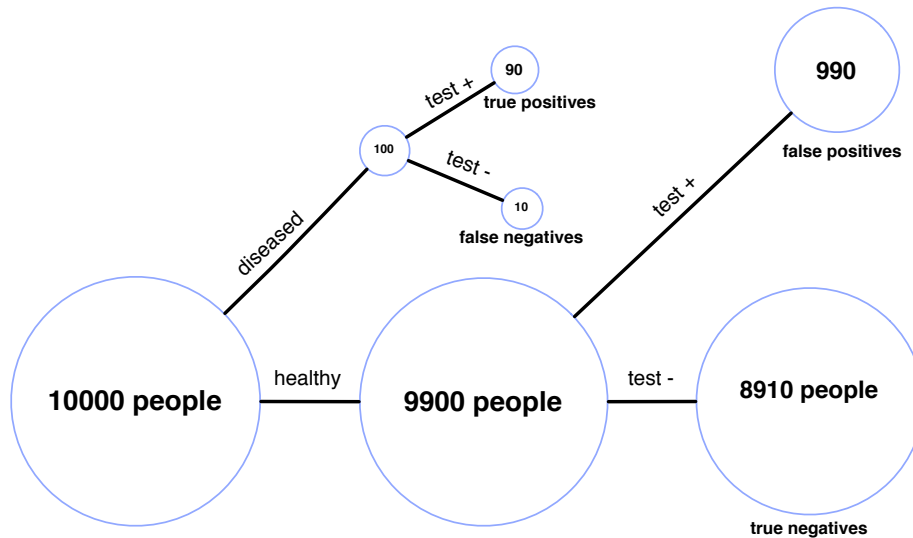 90
990
test +
true positives
100
false positives
test -
test +
10
false negatives
diseased
healthy
test -
10000 people
9900 people
8910 people
true negatives